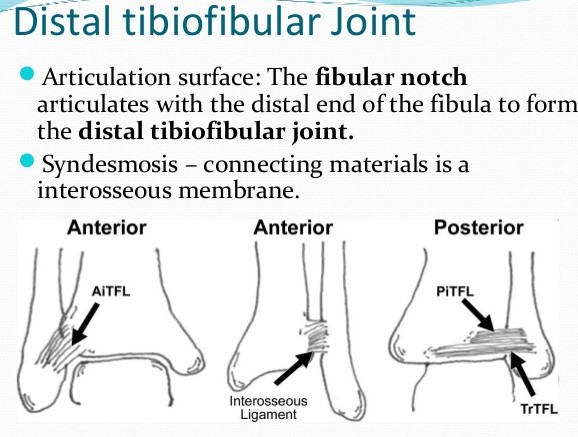 Distal tibiofibular Joint
Articulation surface: The fibular notch
articulates with the distal end of the fibula to form
the distal tibiofibular joint.
Syndesmosis – connecting materials is a
interosseous membrane.
Anterior
Anterior
Posterior
AiTFL
PiTFL
Interosseous
Ligament
TrTFL